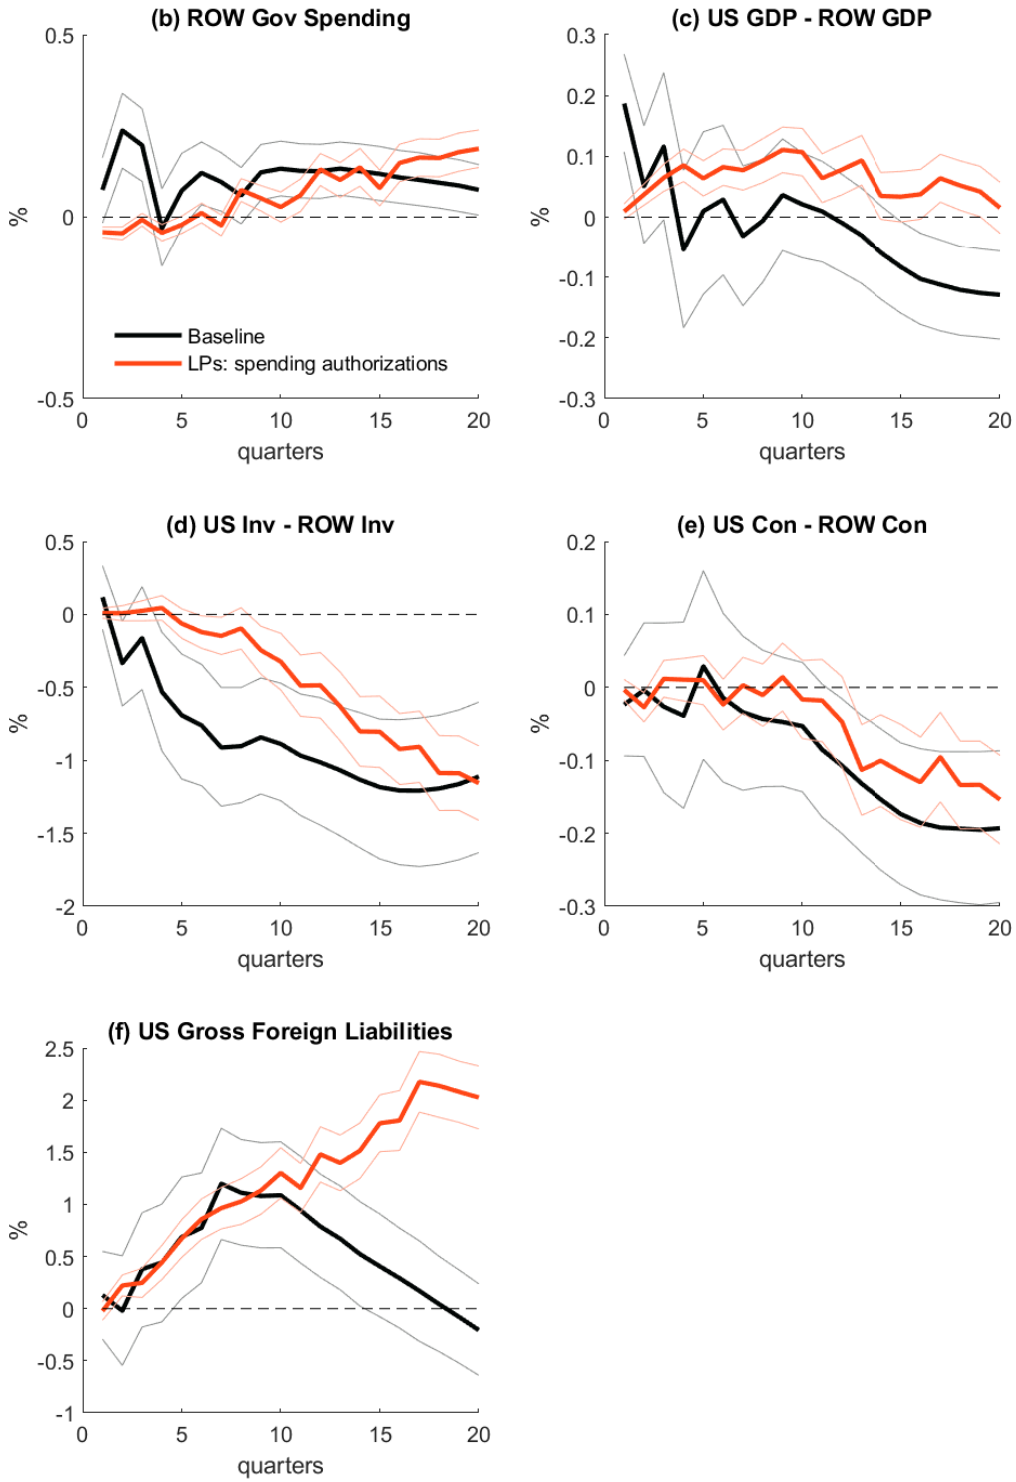 (b) ROW Gov Spending
0.5
0
-0.5
%
0 5 10 15 20
quarters
Baseline
LPs: spending authorizations
(c) US GDP - ROW GDP
0.3
0.2
0.1
0
-0.1
-0.2
-0.3
%
0 5 10 15 20
quarters
(d) US Inv - ROW Inv
0.5
0
-0.5
-1
-1.5
-2
%
0 5 10 15 20
quarters
(e) US Con - ROW Con
0.2
0.1
0
-0.1
-0.2
-0.3
%
0 5 10 15 20
quarters
(f) US Gross Foreign Liabilities
2.5
2
1.5
1
0.5
0
-0.5
-1
%
0 5 10 15 20
quarters